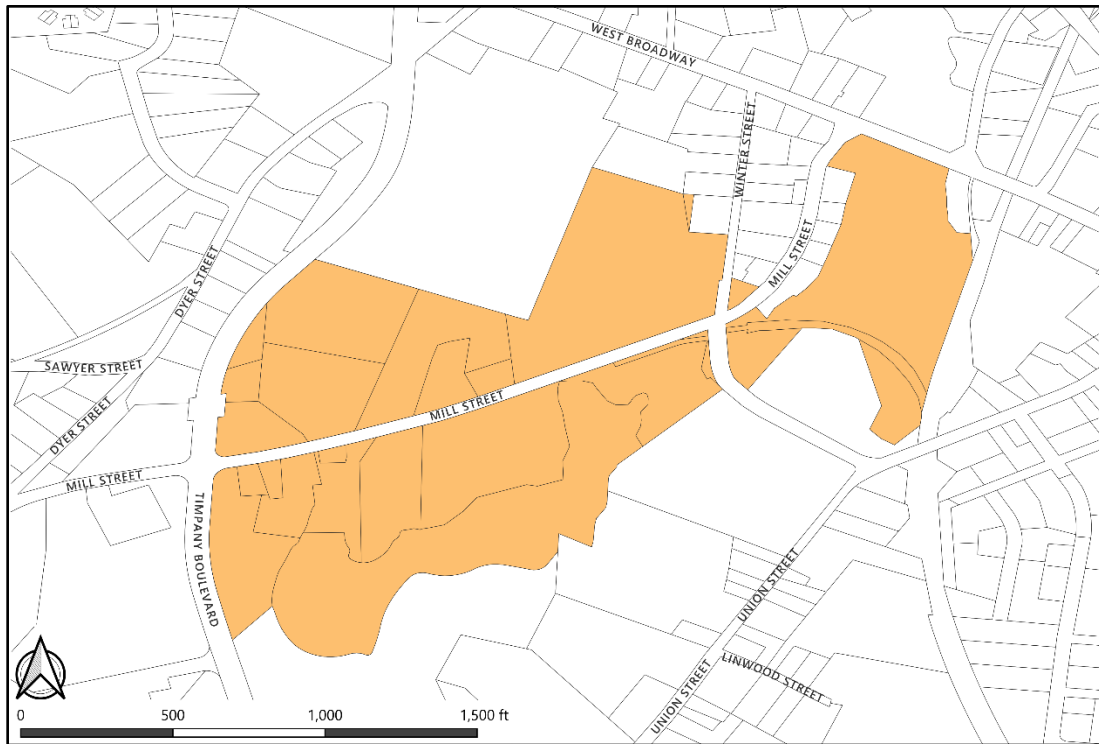 WEST BROADWAY
WINTER STREET
MILL STREET
DYER STREET
SAWYER STREET
DYER STREET
MILL STREET
MILL STREET
TIMPANY BOULEVARD
UNION STREET
LINWOOD STREET
UNION STREET
0 500 1,000 1,500 ft